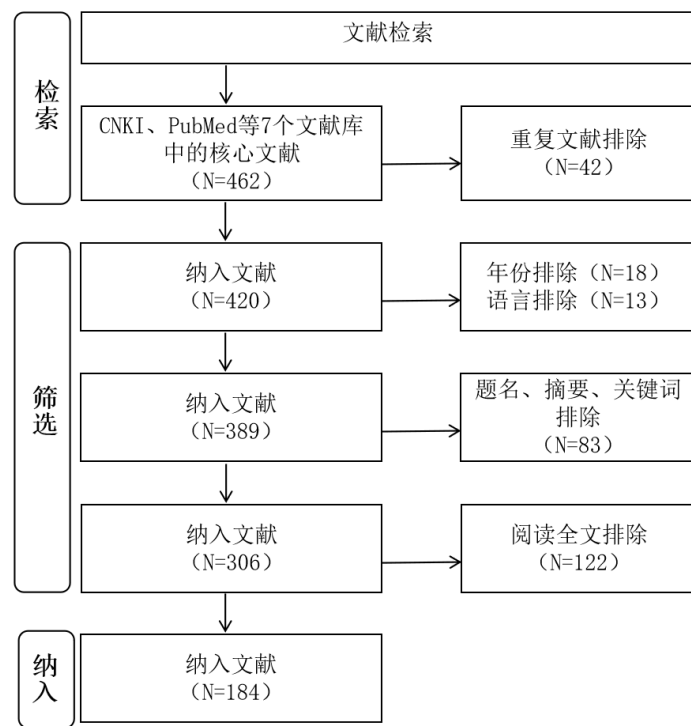 检索
文献检索
CNKI、PubMed等7个文献库
中的核心文献
（N=462）
重复文献排除
（N=42）
筛选
纳入文献
（N=420）
年份排除（N=18）
语言排除（N=13）
纳入文献
（N=389）
题名、摘要、关键词
排除
（N=83）
纳入文献
（N=306）
阅读全文排除
（N=122）
纳入
纳入文献
（N=184）